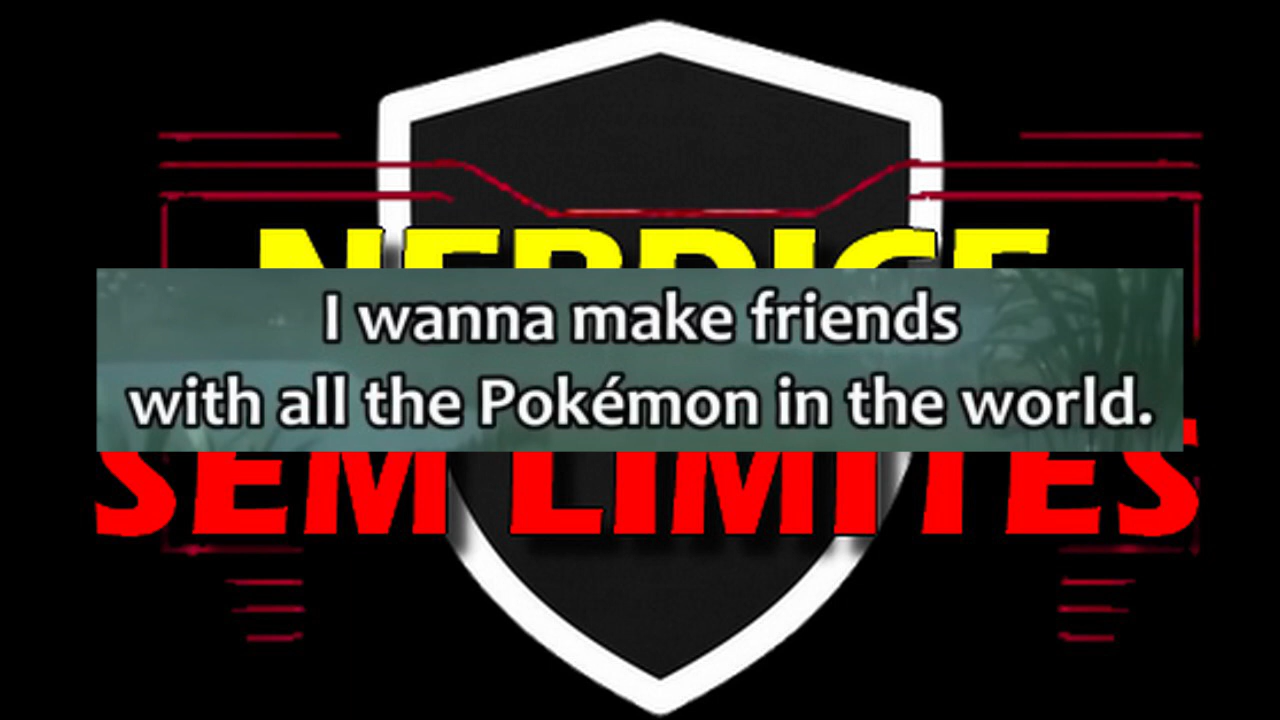 I wanna make friends
with all the Pokémon in the world.
SEM LIMITES